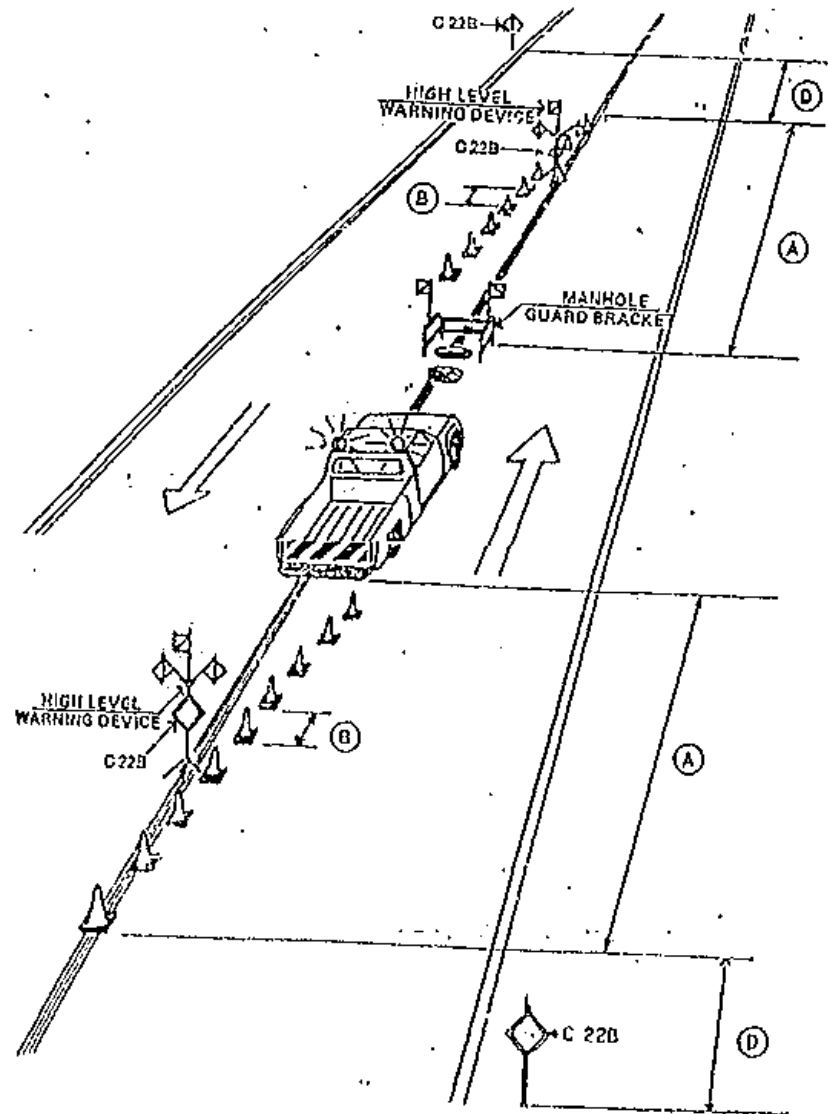 C 22B
D
HIGH LEVEL
WARNING DEVICE
C 22B
B
A
MANHOLE
GUARD BRACKE
HIGH LEVEL
WARNING DEVICE
B
C 22B
A
C 22B
D